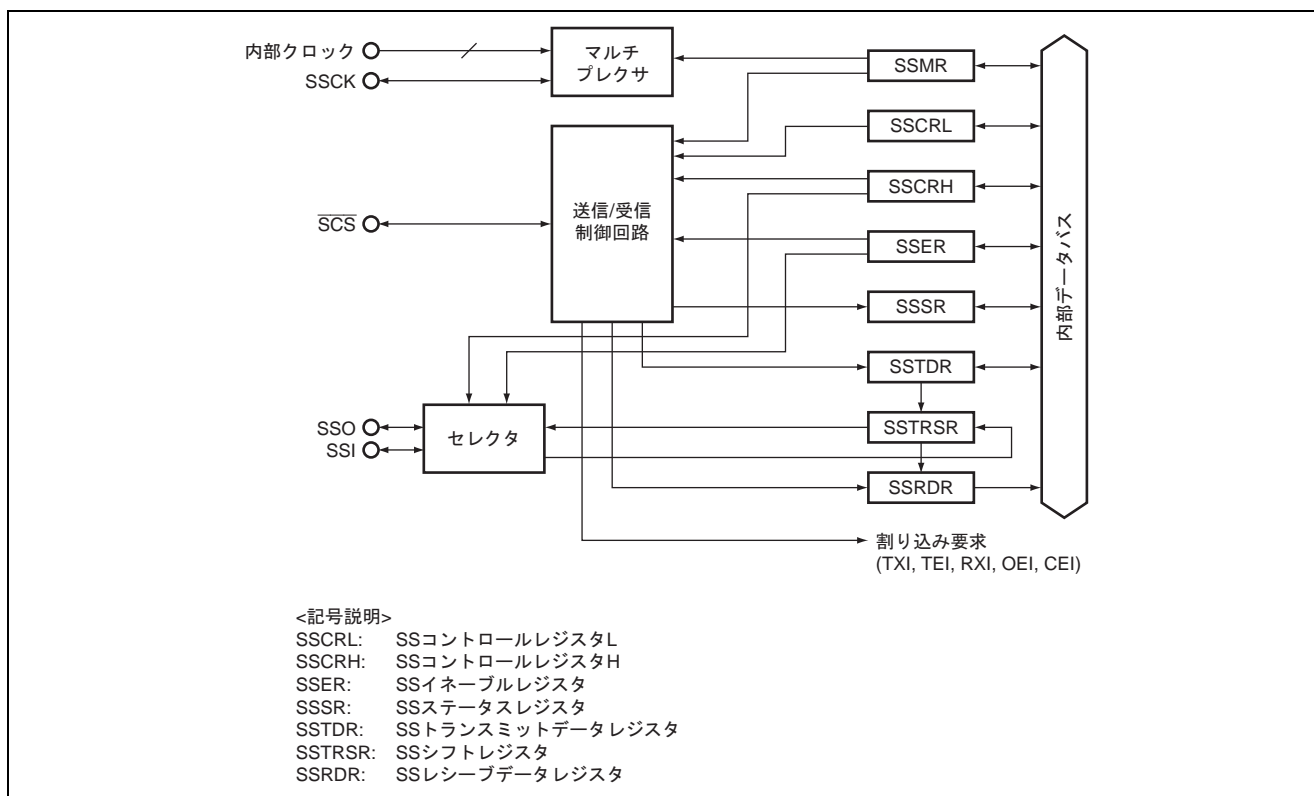 内部クロック
SSCK
マルチ
プレクサ
SSMR
SSCRL
SSCRH
SCS
送信/受信
制御回路
SSER
SSSR
SSTDR
SSO
SSI
セレクタ
SSTRSR
SSRDR
内部データバス
割り込み要求
(TXI, TEI, RXI, OEI, CEI)
<記号説明>
SSCRL: SSコントロールレジスタL
SSCRH: SSコントロールレジスタH
SSER: SSイネーブルレジスタ
SSSR: SSステータスレジスタ
SSTDR: SSトランスミットデータレジスタ
SSTRSR: SSシフトレジスタ
SSRDR: SSレシーブデータレジスタ